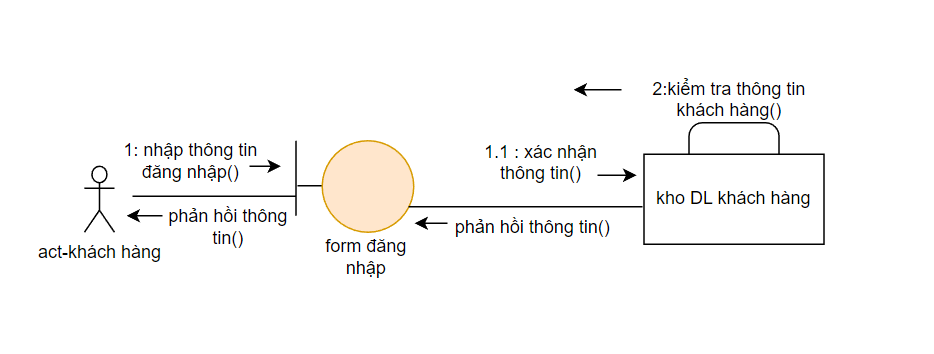 2:kiểm tra thông tin
khách hàng()
1: nhập thông tin
đăng nhập()
1.1 : xác nhận
thông tin()
kho DL khách hàng
phản hồi thông
tin()
phản hồi thông tin()
act-khách hàng
form đăng
nhập